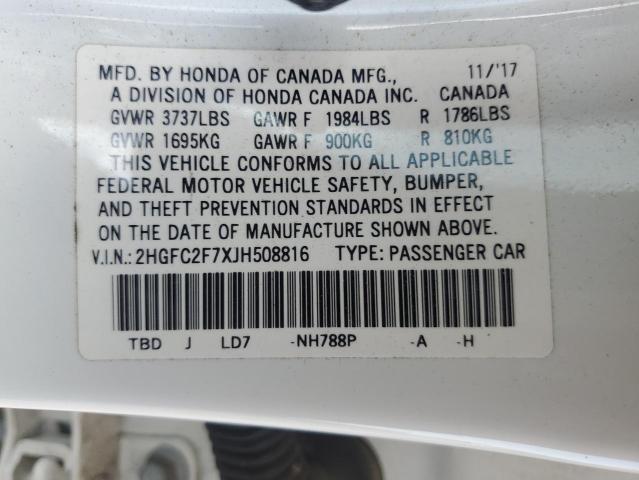 MFD. BY HONDA OF CANADA MFG., 11/'17
A DIVISION OF HONDA CANADA INC. CANADA
GVWR 3737LBS GAWR F 1984LBS R 1786LBS
GVWR 1695KG GAWR F 900KG R 810KG
THIS VEHICLE CONFORMS TO ALL APPLICABLE
FEDERAL MOTOR VEHICLE SAFETY, BUMPER,
AND THEFT PREVENTION STANDARDS IN EFFECT
ON THE DATE OF MANUFACTURE SHOWN ABOVE.
V.I.N.: 2HGFC2F7XJH508816 TYPE: PASSENGER CAR
TBD J LD7 -NH788P -A -H